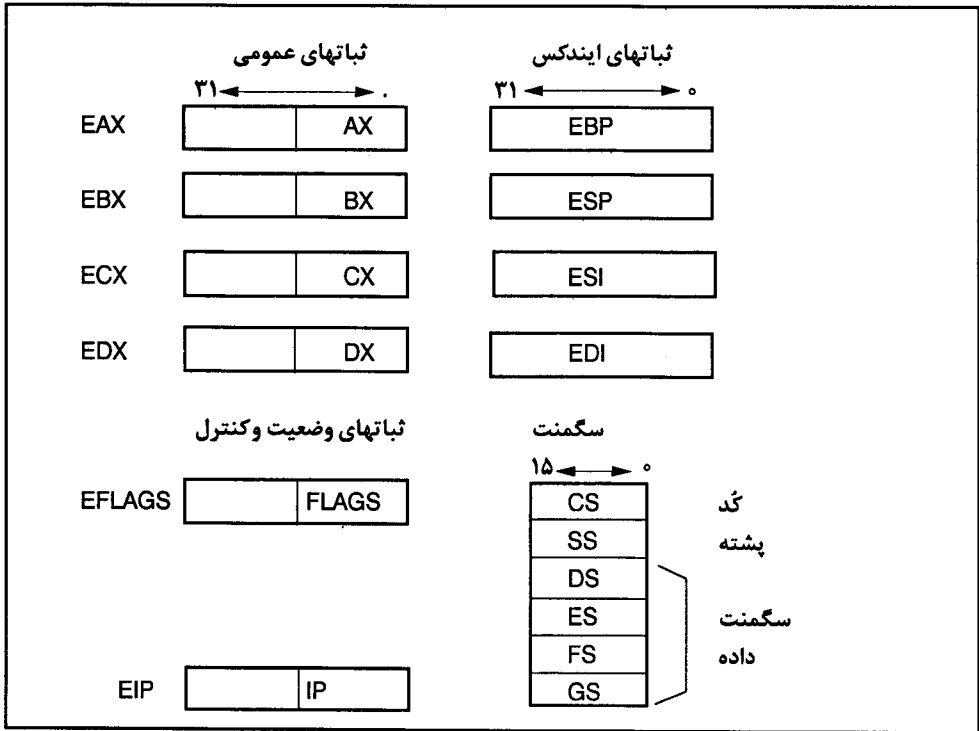 ثباتهای عمومی
ثباتهای ایندکس
۳۱ ۰
۳۱ ۰
EAX AX EBP
EBX BX ESP
ECX CX ESI
EDX DX EDI
ثباتهای وضعیت وکنترل
سگمنت
۱۵ ۰
EFLAGS FLAGS
CS کُد
SS پشته
DS
ES سگمنت
FS داده
GS
EIP IP